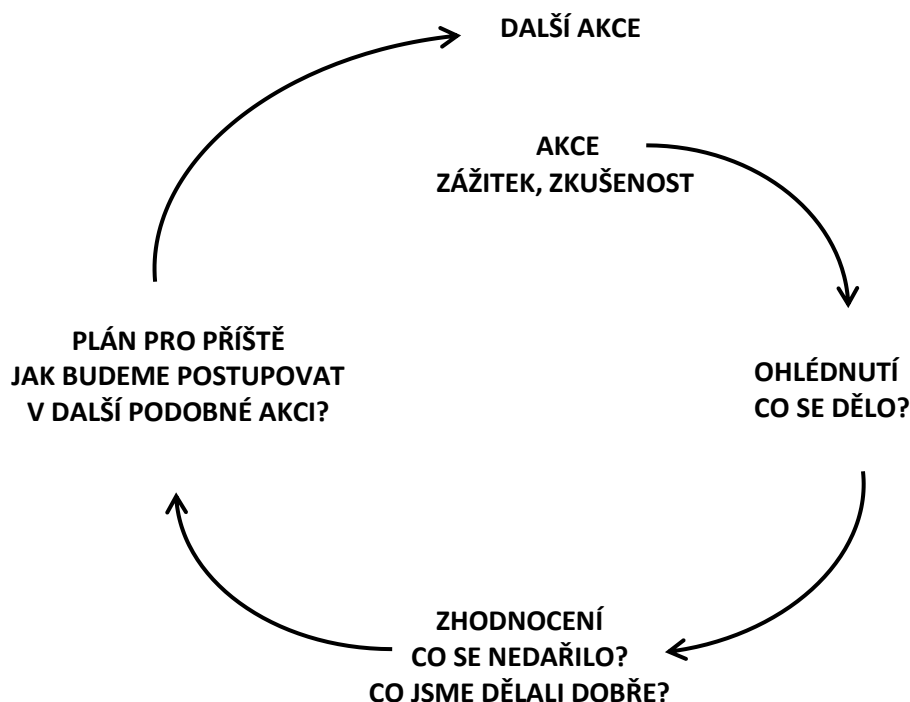 DALŠÍ AKCE
AKCE
ZÁŽITEK, ZKUŠENOST
OHLÉDNUTÍ
CO SE DĚLO?
ZHODNOCENÍ
CO SE NEDAŘILO?
CO JSME DĚLALI DOBŘE?
PLÁN PRO PŘÍŠTĚ
JAK BUDEME POSTUPOVAT
V DALŠÍ PODOBNÉ AKCI?